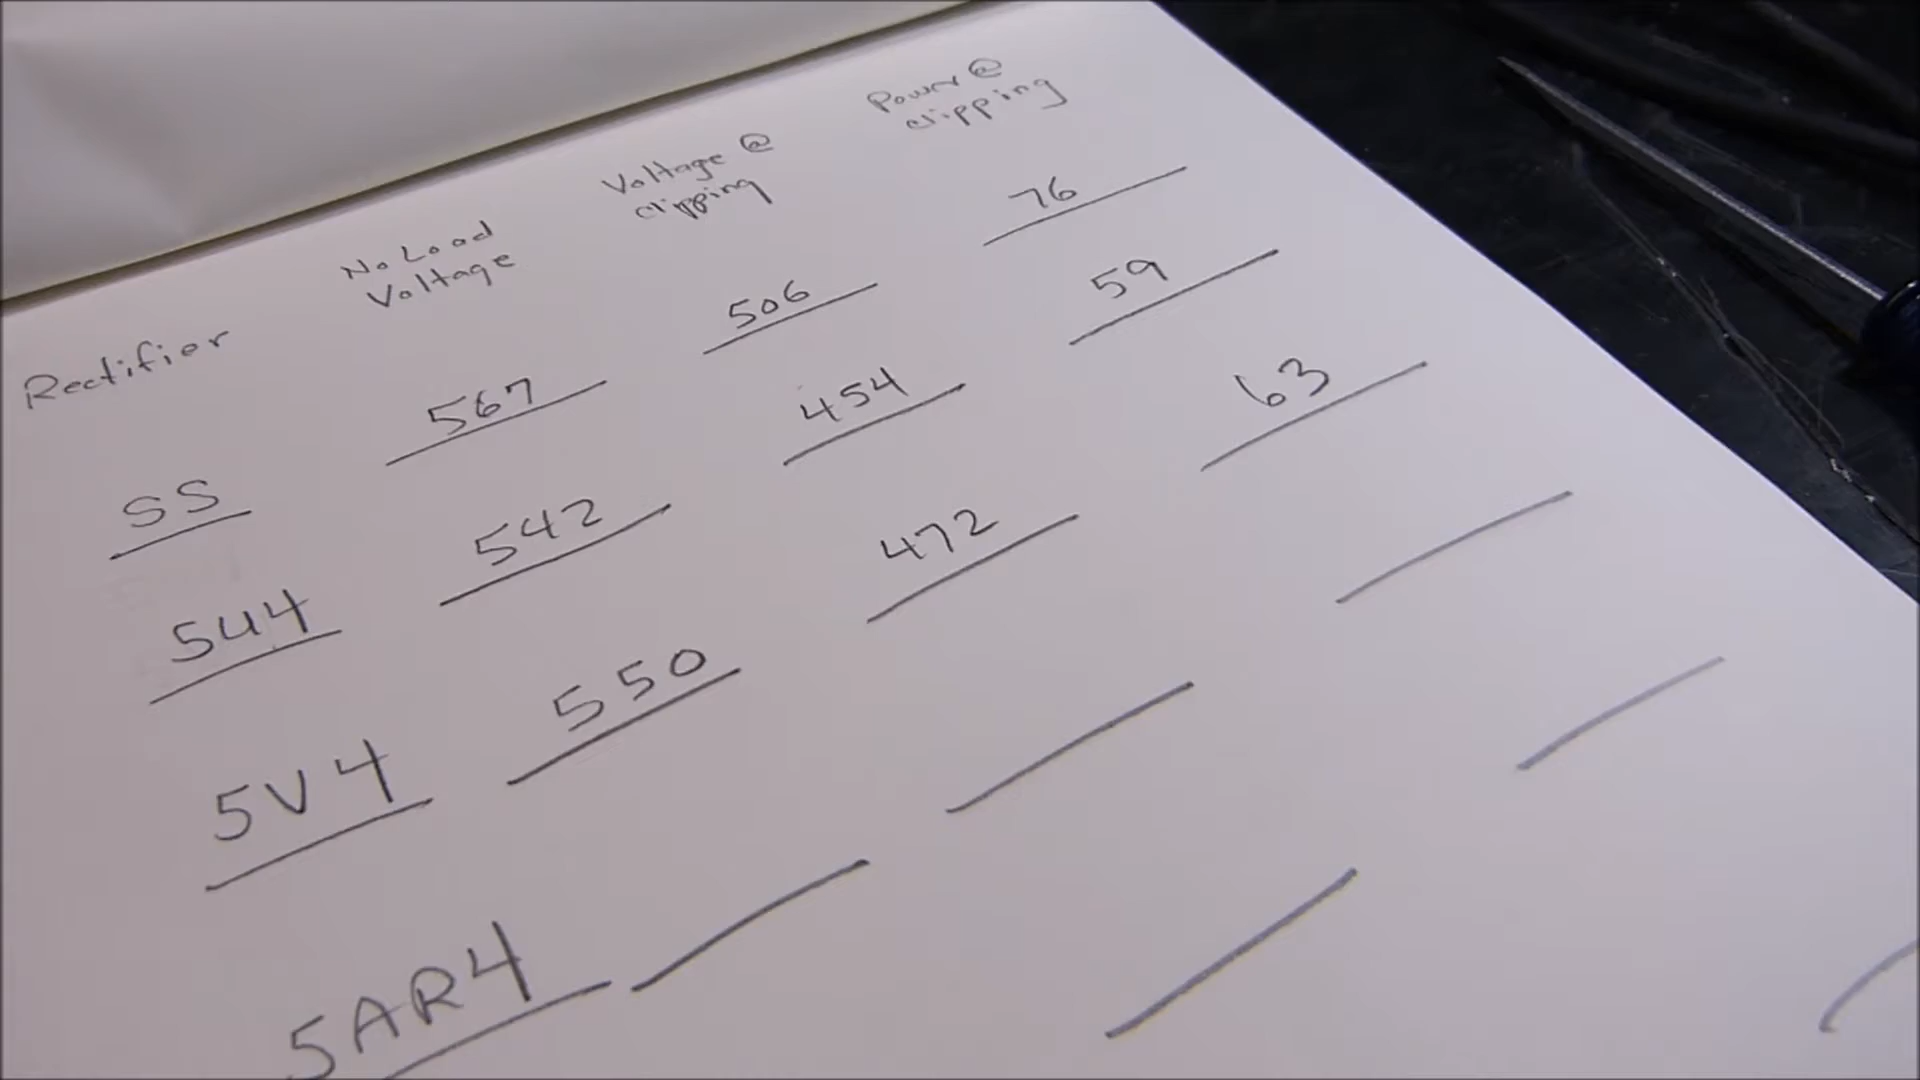 Rectifier No Load Voltage Voltage @ clipping Power @ clipping
SS 567 506 76
5U4 542 454 59
5V4 550 472 63
5AR4